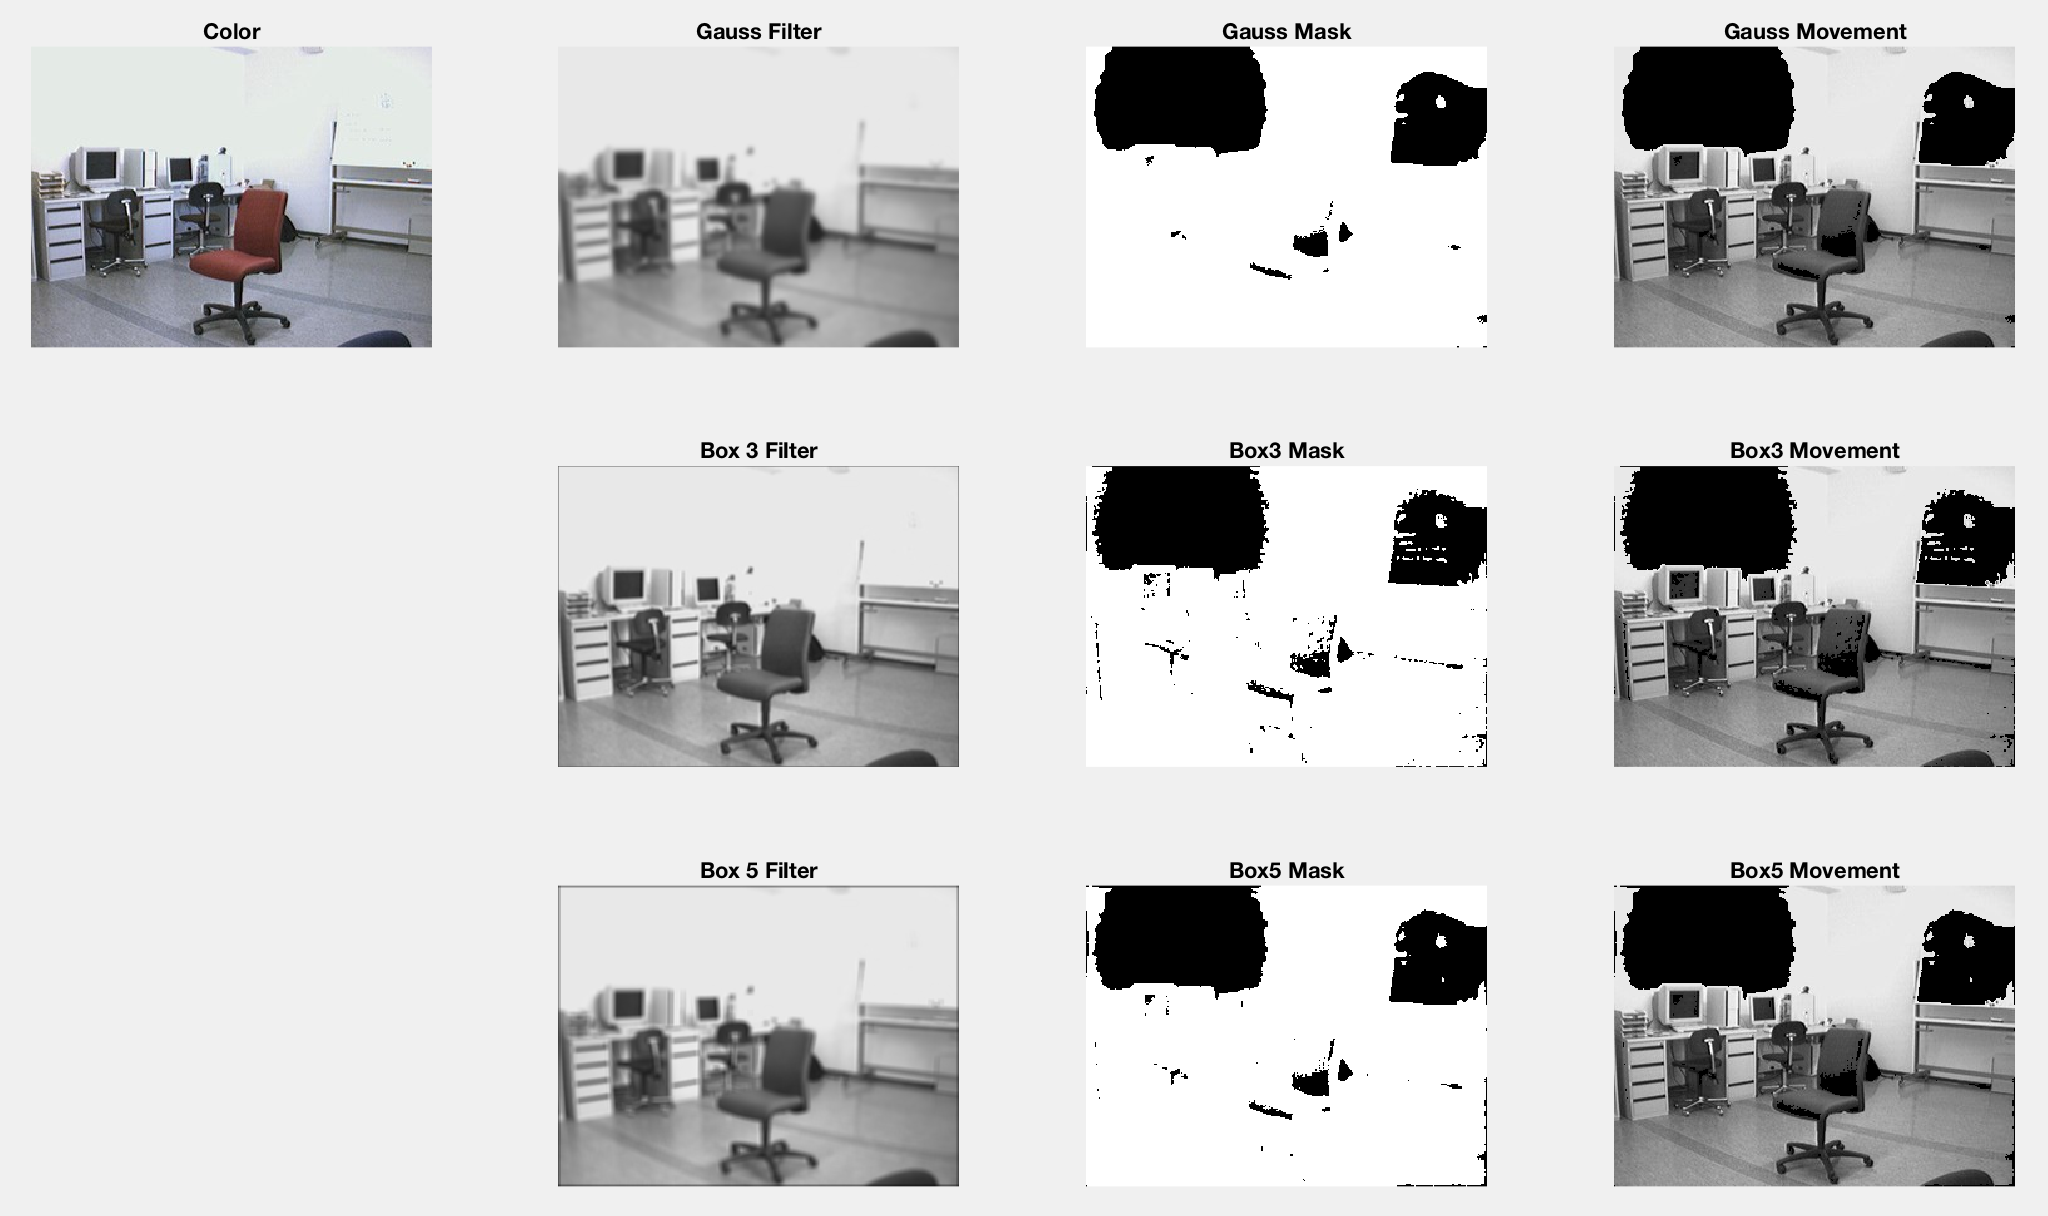 Color
Gauss Filter
Gauss Mask
Gauss Movement
Box 3 Filter
Box3 Mask
Box3 Movement
Box 5 Filter
Box5 Mask
Box5 Movement